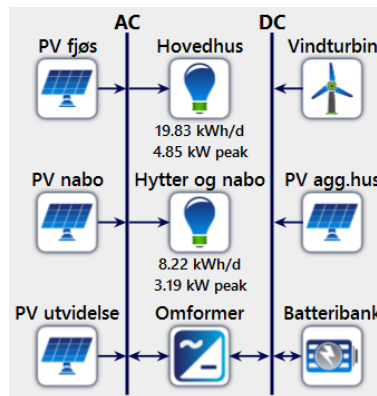 AC DC
PV fjøs Hovedhus Vindturbin
19.83 kWh/d
4.85 kW peak
PV nabo Hytter og nabo PV agg.hus
8.22 kWh/d
3.19 kW peak
PV utvidelse Omformer Batteribank